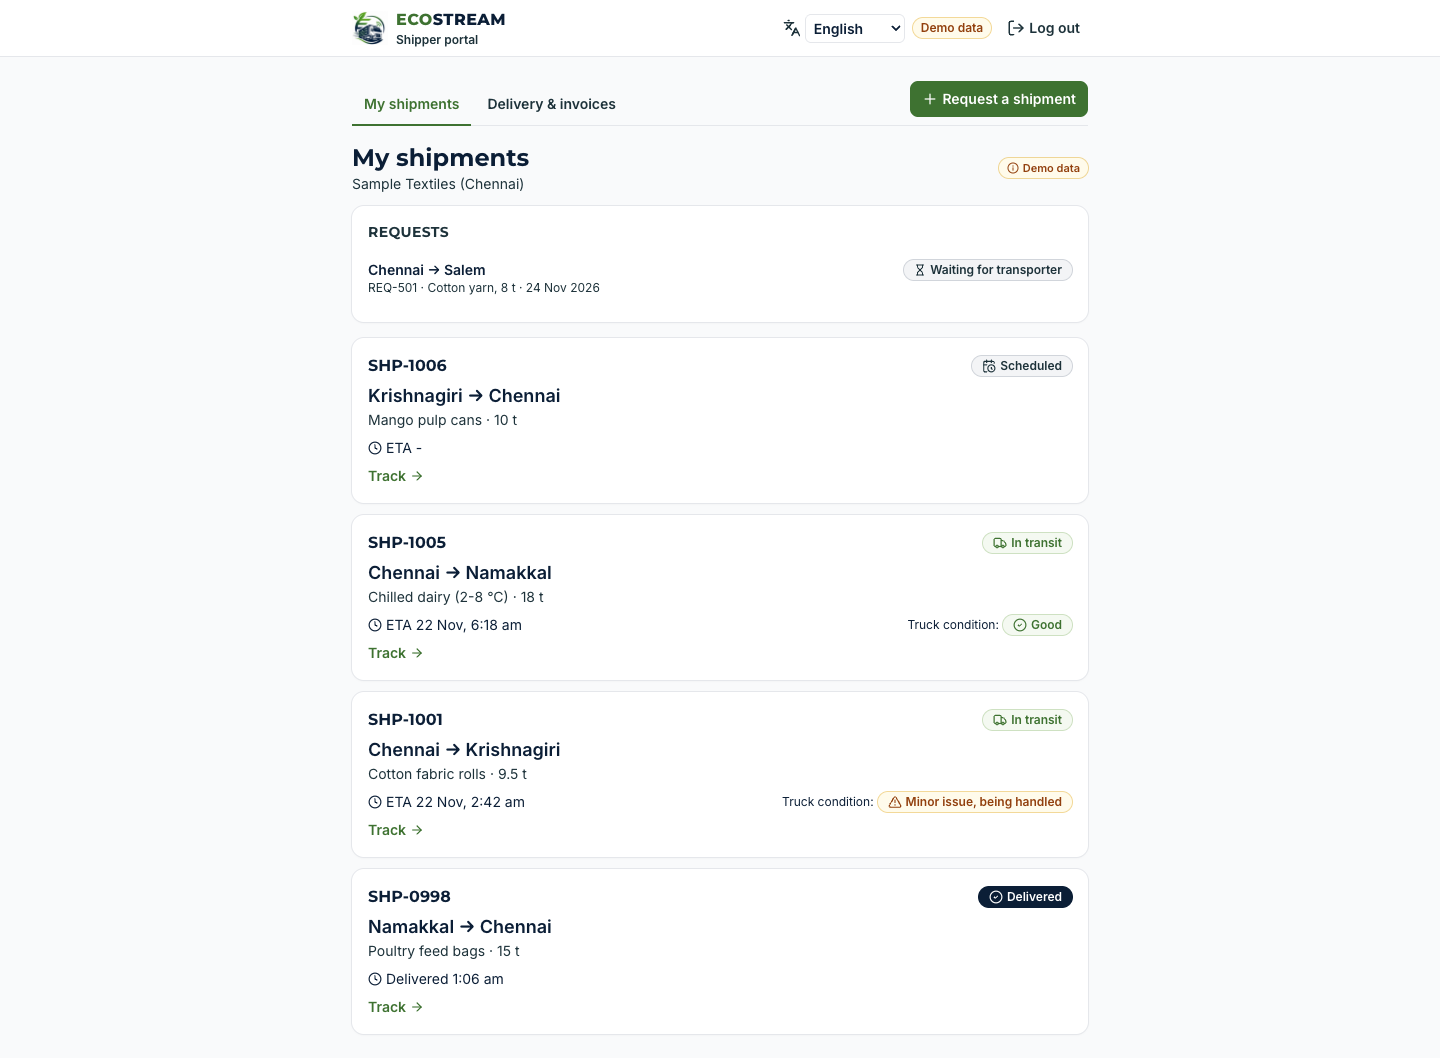 ECOSTREAM
Shipper portal
English
Demo data
Log out
My shipments
Delivery & invoices
+ Request a shipment
My shipments
Sample Textiles (Chennai)
Demo data
REQUESTS
Chennai → Salem
Waiting for transporter
REQ-501 · Cotton yarn, 8 t · 24 Nov 2026
SHP-1006
Scheduled
Krishnagiri → Chennai
Mango pulp cans · 10 t
ETA -
Track →
SHP-1005
In transit
Chennai → Namakkal
Chilled dairy (2-8 °C) · 18 t
ETA 22 Nov, 6:18 am
Truck condition: Good
Track →
SHP-1001
In transit
Chennai → Krishnagiri
Cotton fabric rolls · 9.5 t
ETA 22 Nov, 2:42 am
Truck condition: Minor issue, being handled
Track →
SHP-0998
Delivered
Namakkal → Chennai
Poultry feed bags · 15 t
Delivered 1:06 am
Track →